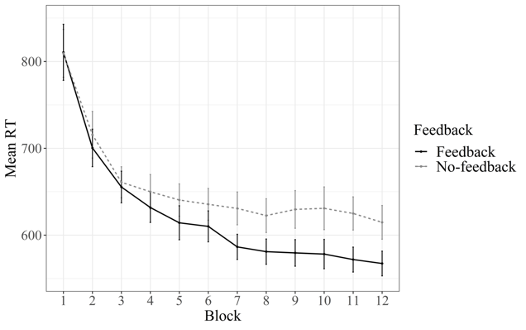 800
700
600
Mean RT
1 2 3 4 5 6 7 8 9 10 11 12
Block
Feedback
Feedback
No-feedback